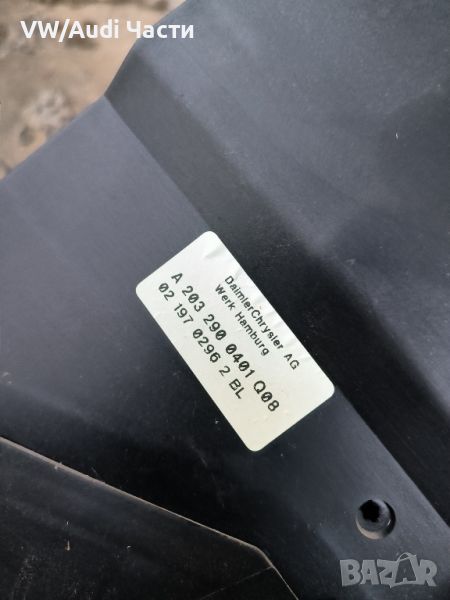 VW/Audi Части
DaimlerChrysler AG
Werk Hamburg
A 203 290 0401 Q08
02 197 0296 2 BL
BAZAR